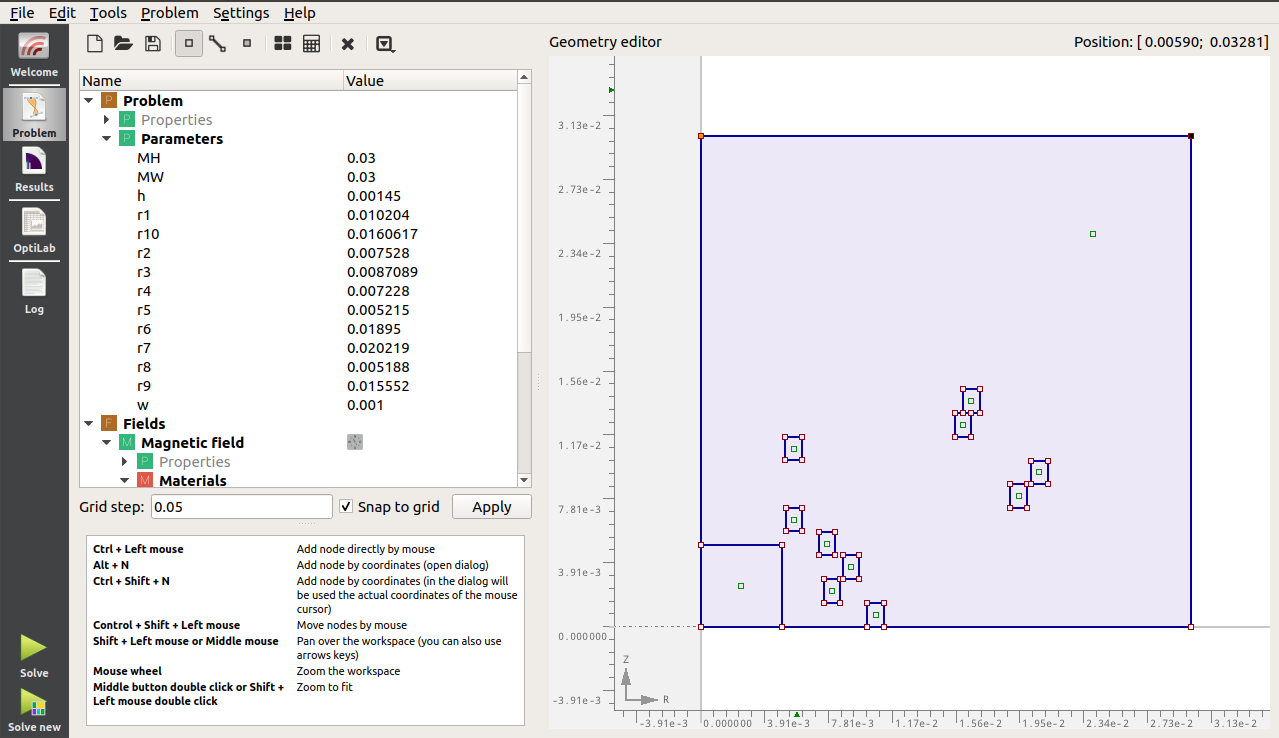 File Edit Tools Problem Settings Help
Welcome
Problem
Results
OptiLab
Log
Solve
Solve new
Name Value
Problem
Properties
Parameters
MH 0.03
MW 0.03
h 0.00145
r1 0.010204
r10 0.0160617
r2 0.007528
r3 0.0087089
r4 0.007228
r5 0.005215
r6 0.01895
r7 0.020219
r8 0.005188
r9 0.015552
w 0.001
Fields
Magnetic field
Properties
Materials
Grid step: 0.05 Snap to grid Apply
Ctrl + Left mouse Add node directly by mouse
Alt + N Add node by coordinates (open dialog)
Ctrl + Shift + N Add node by coordinates (in the dialog will
be used the actual coordinates of the mouse
cursor)
Control + Shift + Left mouse Move nodes by mouse
Shift + Left mouse or Middle mouse Pan over the workspace (you can also use
arrows keys)
Mouse wheel Zoom the workspace
Middle button double click or Shift + Zoom to fit
Left mouse double click
Geometry editor Position: [ 0.00590; 0.03281]
3.13e-2
2.73e-2
2.34e-2
1.95e-2
1.56e-2
1.17e-2
7.81e-3
3.91e-3
0.000000
-3.91e-3
Z
R
-3.91e-3 0.000000 3.91e-3 7.81e-3 1.17e-2 1.56e-2 1.95e-2 2.34e-2 2.73e-2 3.13e-2